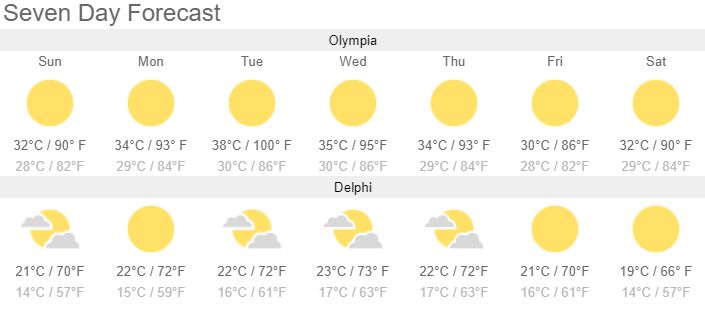 Seven Day Forecast
Olympia
Sun Mon Tue Wed Thu Fri Sat
32°C / 90° F 34°C / 93° F 38°C / 100° F 35°C / 95°F 34°C / 93° F 30°C / 86°F 32°C / 90° F
28°C / 82°F 29°C / 84°F 30°C / 86°F 30°C / 86°F 29°C / 84°F 28°C / 82°F 29°C / 84°F
Delphi
21°C / 70°F 22°C / 72°F 22°C / 72°F 23°C / 73° F 22°C / 72°F 21°C / 70°F 19°C / 66° F
14°C / 57°F 15°C / 59°F 16°C / 61°F 17°C / 63°F 17°C / 63°F 16°C / 61°F 14°C / 57°F